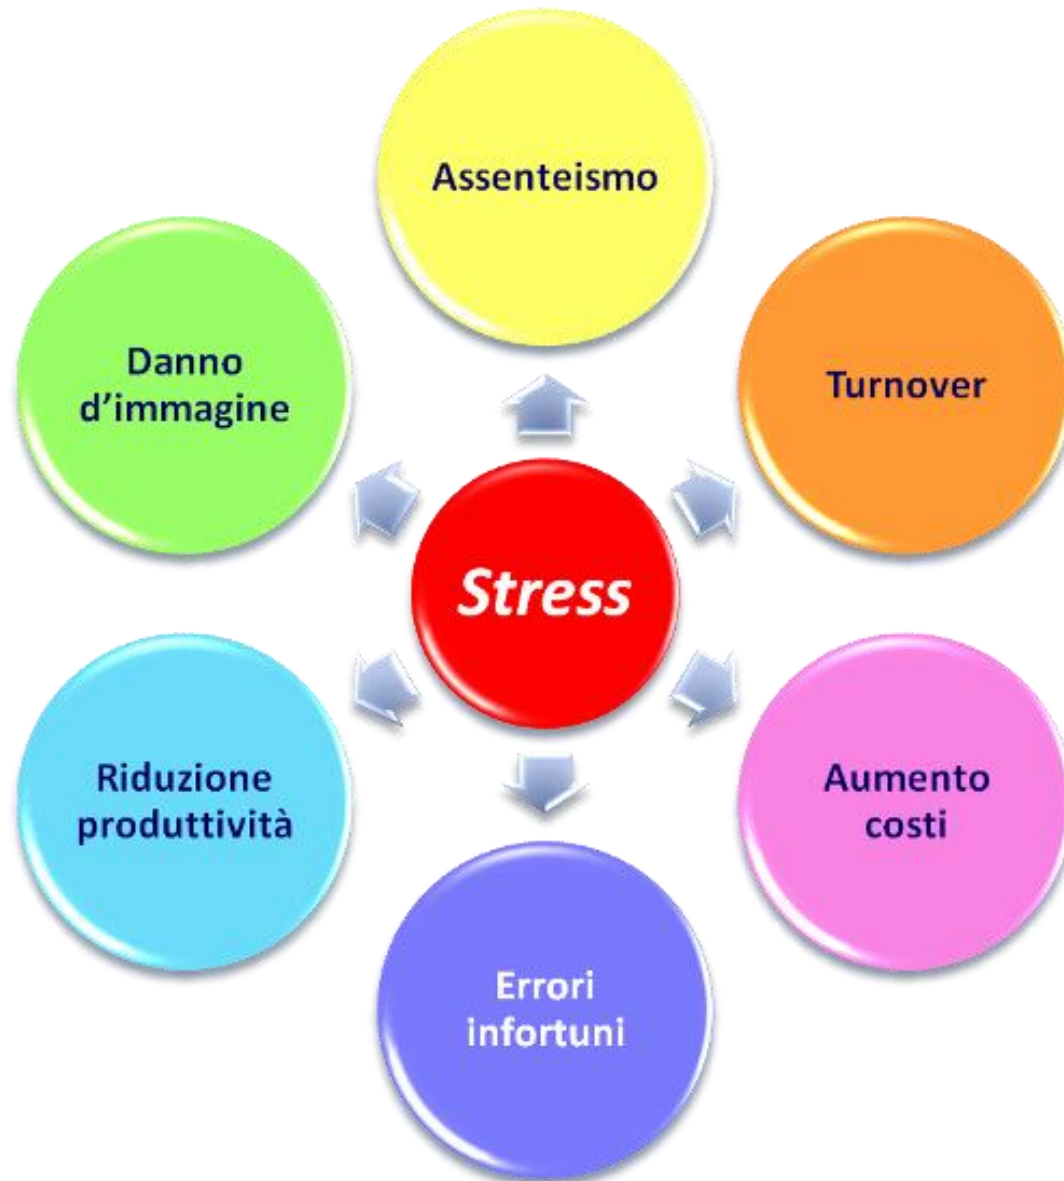 Assenteismo
Turnover
Aumento
costi
Errori
infortuni
Riduzione
produttività
Danno
d’immagine
Stress